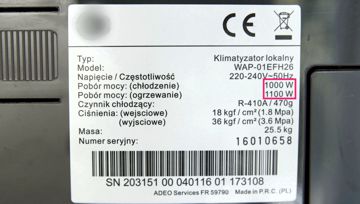 CE
Typ: Klimatyzator lokalny
Model: WAP-01EFH26
Napięcie / Częstotliwość 220-240V~50Hz
Pobór mocy: (chłodzenie) 1000 W
Pobór mocy: (ogrzewanie) 1100 W
Czynnik chłodzący: R-410A / 470g
Ciśnienia: (wejsciowe) 18 kgf / cm² (1.8 Mpa)
(wyjściowe) 36 kgf / cm² (3.6 Mpa)
Masa: 25.5 kg
Numer seryjny: 16010658
SN 203151 00 040116 01 173108
ADEO Services FR 59790 Made in P.R.C. (PL)